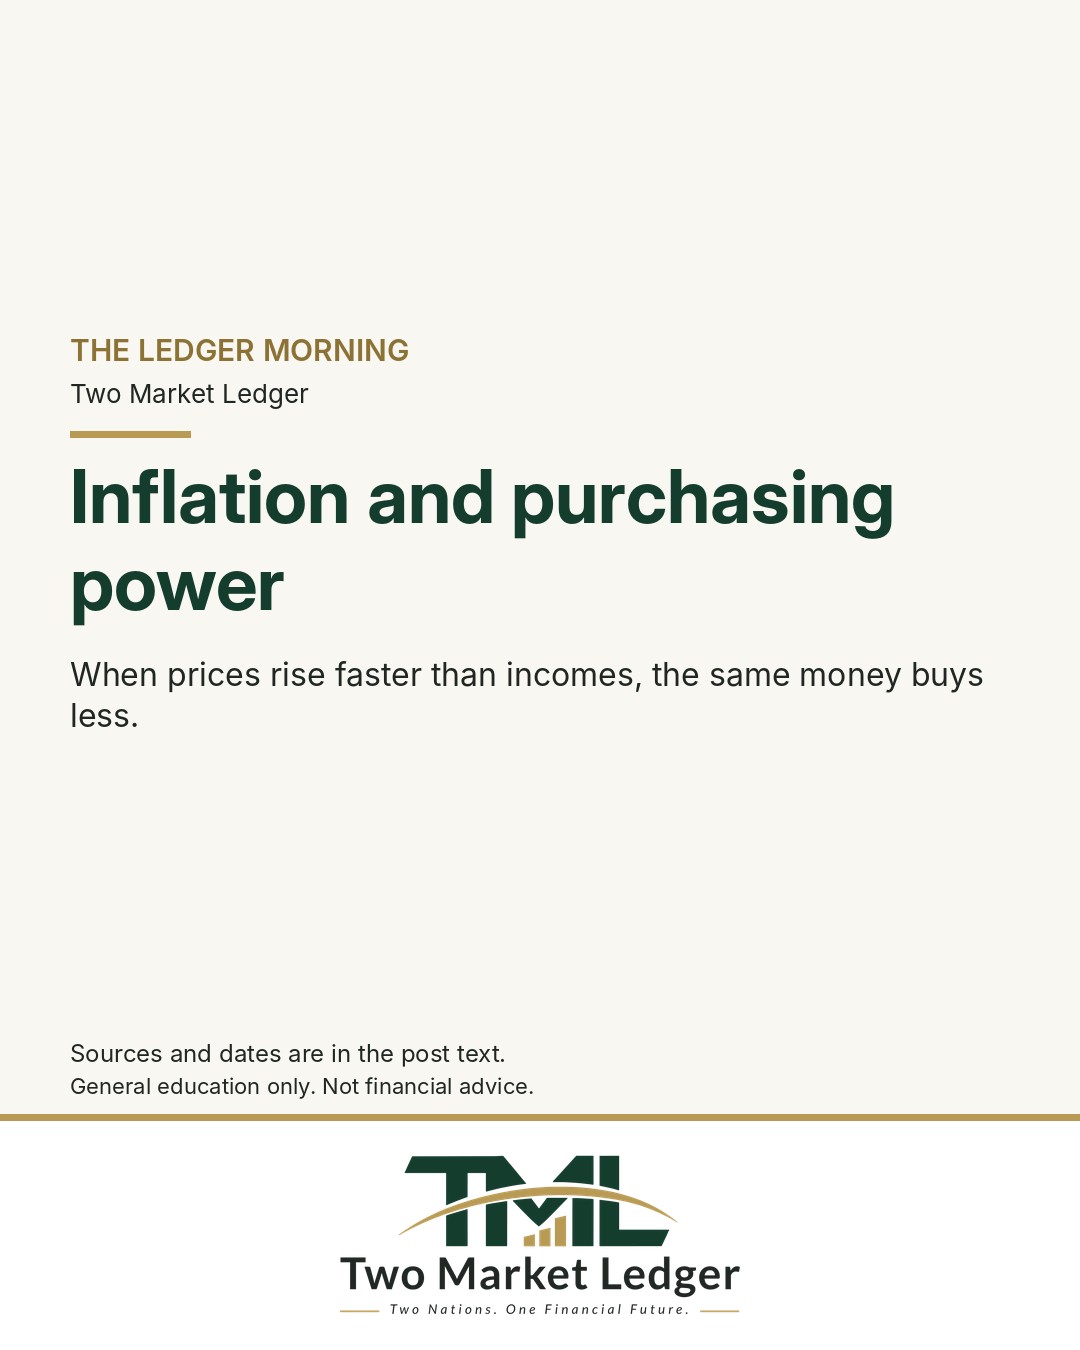 THE LEDGER MORNING
Two Market Ledger
Inflation and purchasing
power
When prices rise faster than incomes, the same money buys
less.
Sources and dates are in the post text.
General education only. Not financial advice.
TML
Two Market Ledger
Two Nations. One Financial Future.